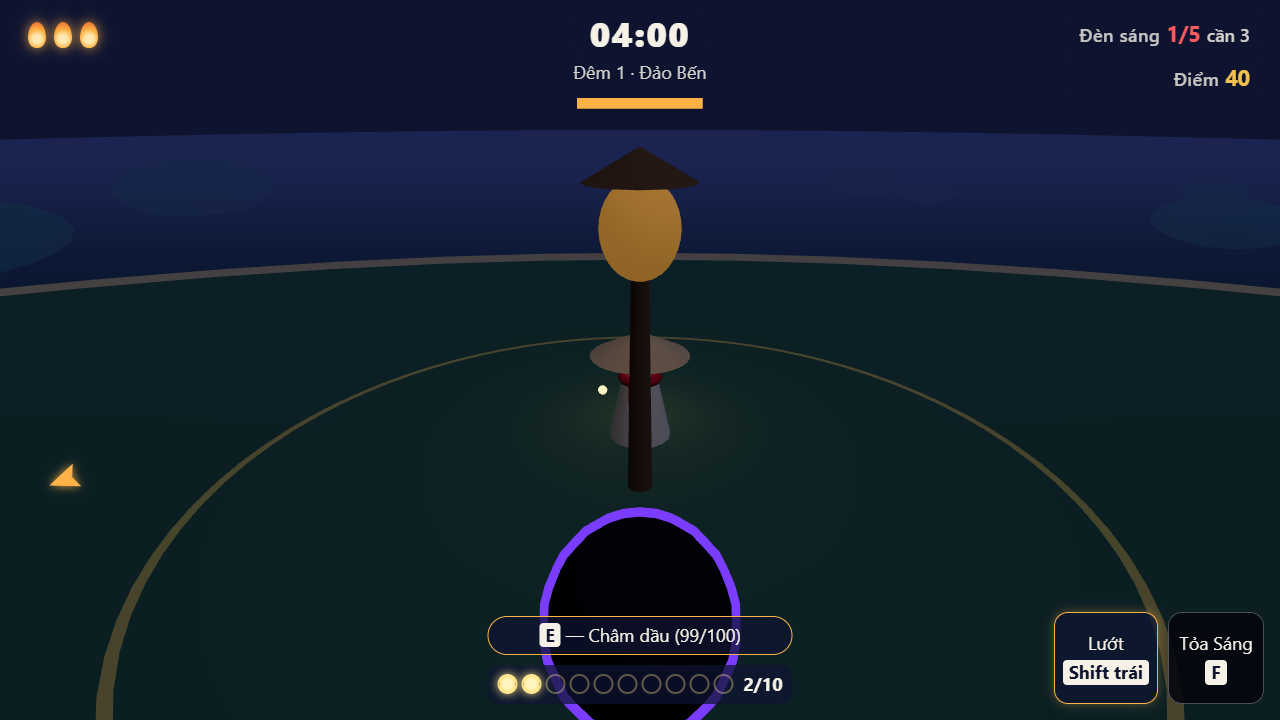 04:00
Đêm 1 · Đảo Bến
Đèn sáng 1/5 cần 3
Điểm 40
E — Châm dầu (99/100)
2/10
Lướt
Shift trái
Tỏa Sáng
F